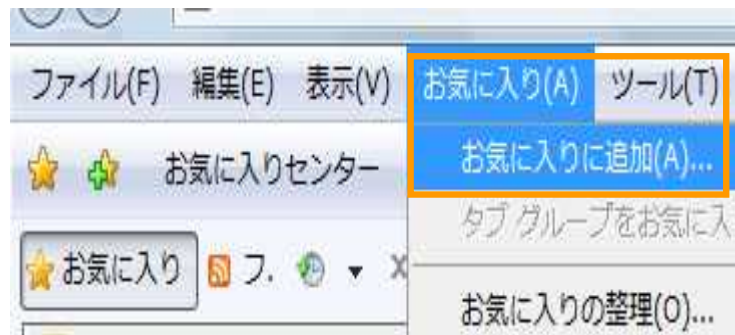 ファイル(F) 編集(E) 表示(V) お気に入り(A) ツール(T)
お気に入りセンター
お気に入りに追加(A)...
タブ グループをお気に入
お気に入り フ.
お気に入りの整理(O)...